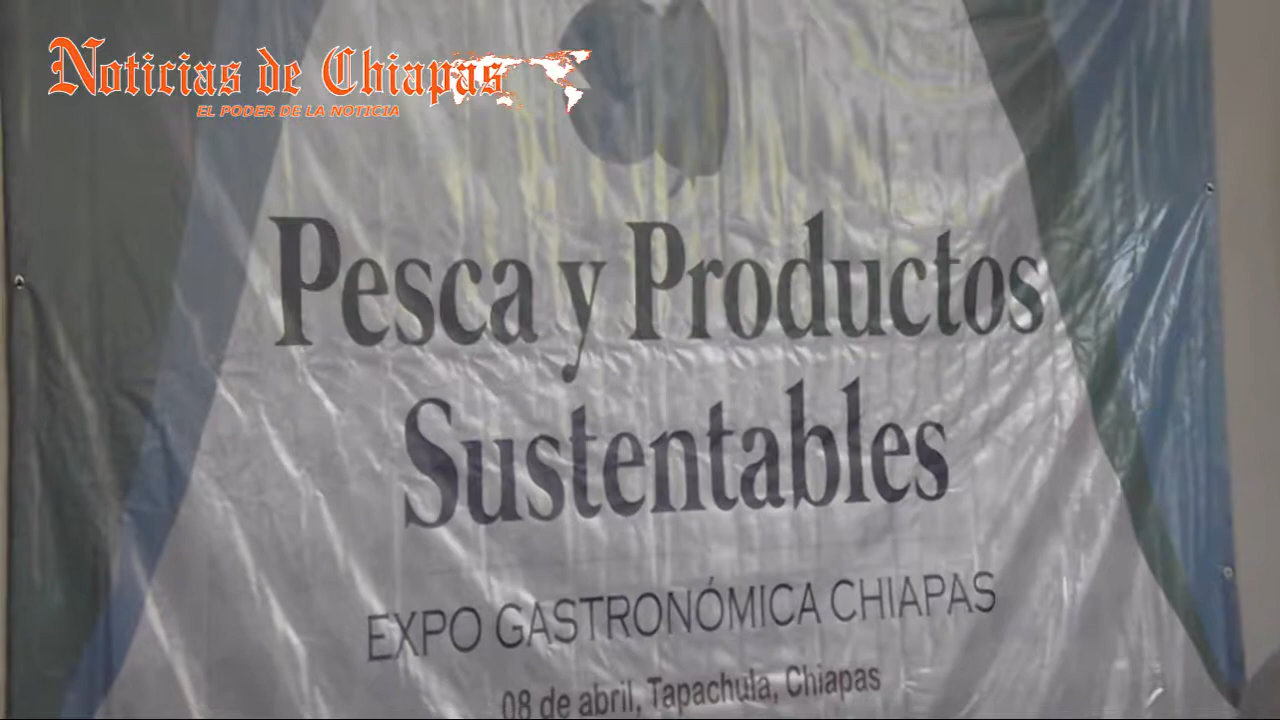 Noticias de Chiapas
EL PODER DE LA NOTICIA
Pesca y Productos
Sustentables
EXPO GASTRONÓMICA CHIAPAS
08 de abril, Tapachula, Chiapas